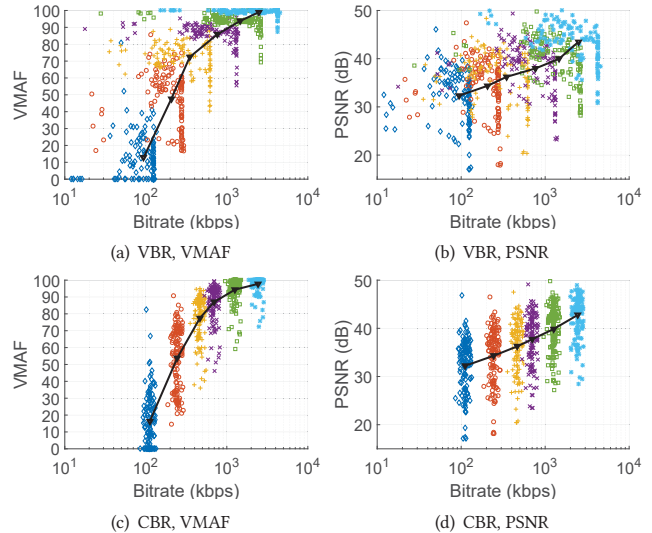 100
90
80
70
60
50
40
30
20
10
0
VMAF
10^1 10^2 10^3 10^4
Bitrate (kbps)
(a) VBR, VMAF
50
40
30
20
PSNR (dB)
10^1 10^2 10^3 10^4
Bitrate (kbps)
(b) VBR, PSNR
100
90
80
70
60
50
40
30
20
10
0
VMAF
10^1 10^2 10^3 10^4
Bitrate (kbps)
(c) CBR, VMAF
50
40
30
20
PSNR (dB)
10^1 10^2 10^3 10^4
Bitrate (kbps)
(d) CBR, PSNR